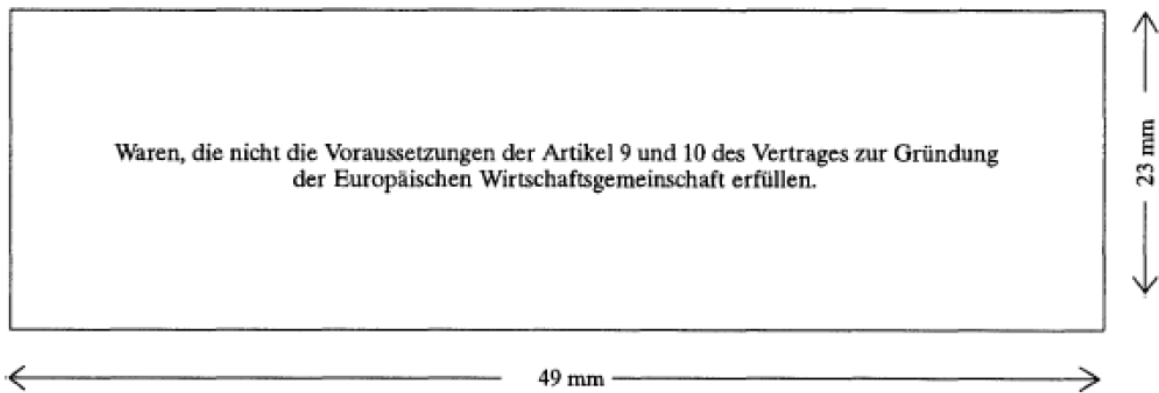 Waren, die nicht die Voraussetzungen der Artikel 9 und 10 des Vertrages zur Gründung
der Europäischen Wirtschaftsgemeinschaft erfüllen.
23 mm
49 mm